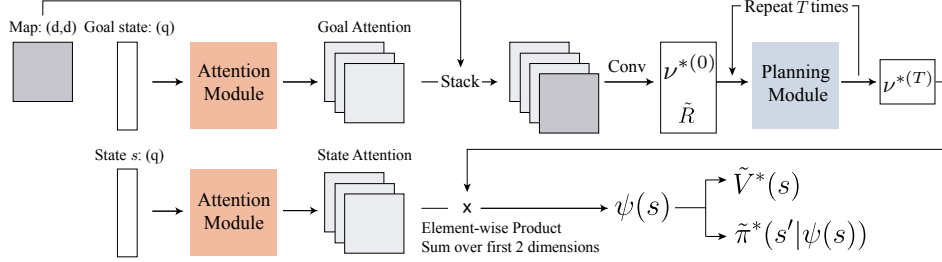 Map: (d,d)
Goal state: (q)
Attention
Module
Goal Attention
Stack
Conv
ν*(0)
R̃
Repeat T times
Planning
Module
ν*(T)
State s: (q)
Attention
Module
State Attention
x
Element-wise Product
Sum over first 2 dimensions
ψ(s)
Ṽ*(s)
π̃*(s′|ψ(s))